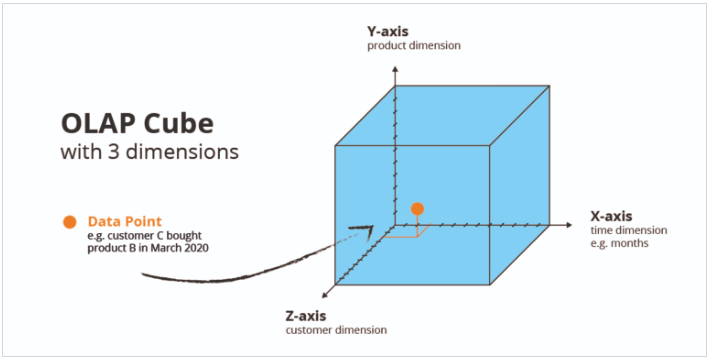 Y-axis
product dimension
OLAP Cube
with 3 dimensions
Data Point
e.g. customer C bought
product B in March 2020
X-axis
time dimension
e.g. months
Z-axis
customer dimension